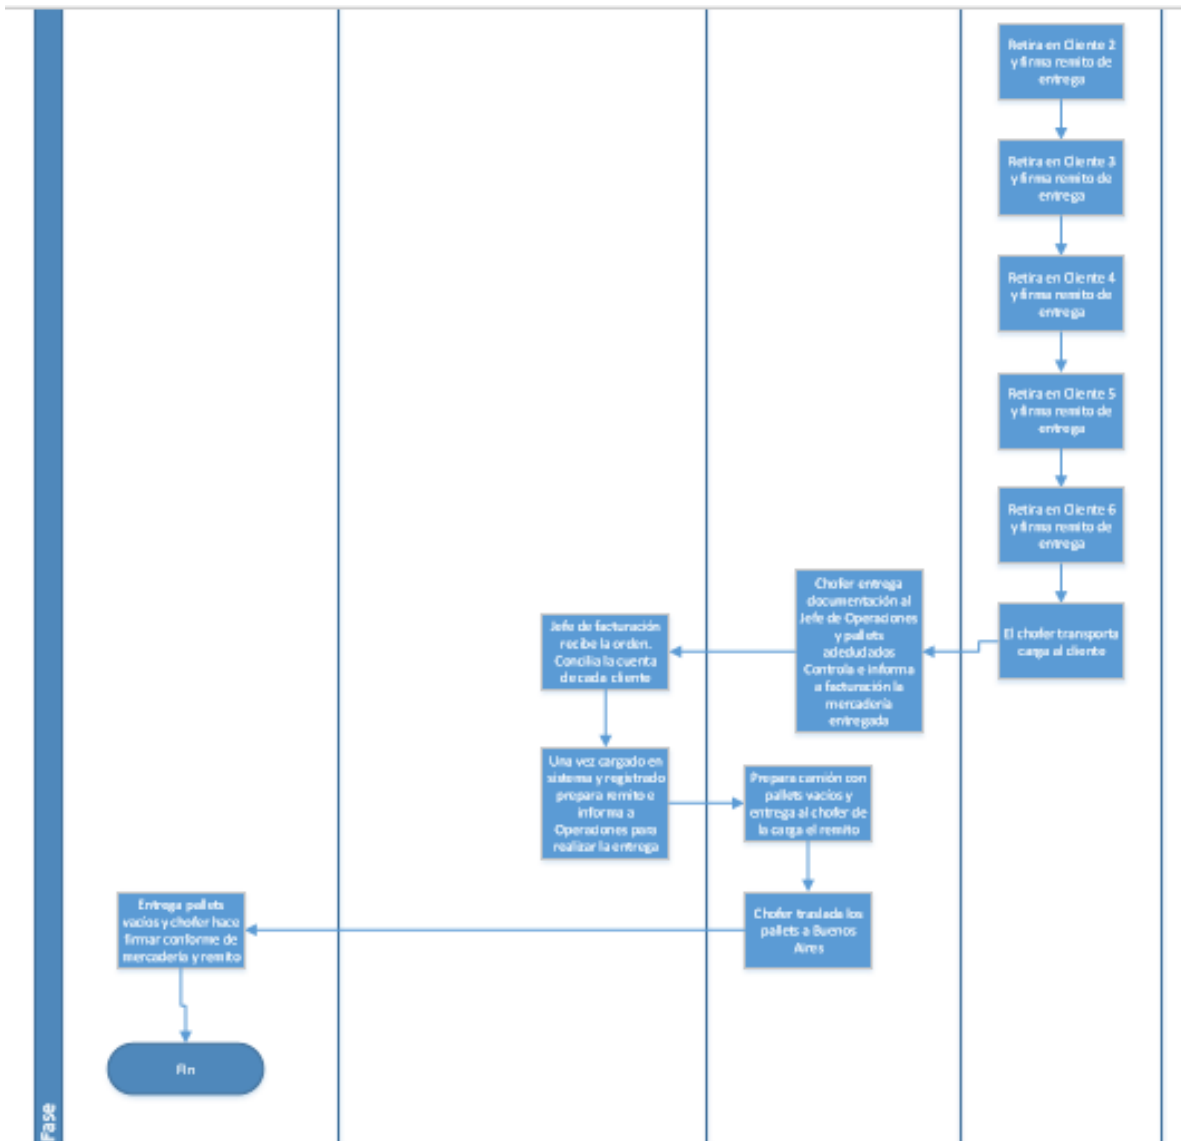 Retira en Cliente 2
y firma remito de
entrega
Retira en Cliente 3
y firma remito de
entrega
Retira en Cliente 4
y firma remito de
entrega
Retira en Cliente 5
y firma remito de
entrega
Retira en Cliente 6
y firma remito de
entrega
El chofer transporta
carga al cliente
Chofer entrega
documentación al
Jefe de Operaciones
y pallets
adedudados
Controla e informa
a facturación la
mercadería
entregada
Jefe de facturación
recibe la orden.
Concilia la cuenta
de cada cliente
Una vez cargado en
sistema y registrado
prepara remito e
informa a
Operaciones para
realizar la entrega
Prepara camión con
pallets vacíos y
entrega al chofer de
la carga el remito
Chofer traslada los
pallets a Buenos
Aires
Entrega pallets
vacíos y chofer hace
firmar conforme de
mercadería y remito
Fin
Fase